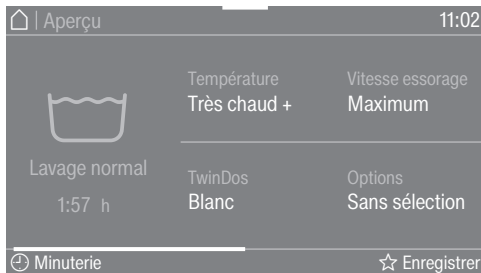 | Aperçu 11:02
Température
Très chaud +
Vitesse essorage
Maximum
Lavage normal
1:57 h
TwinDos
Blanc
Options
Sans sélection
Minuterie
Enregistrer